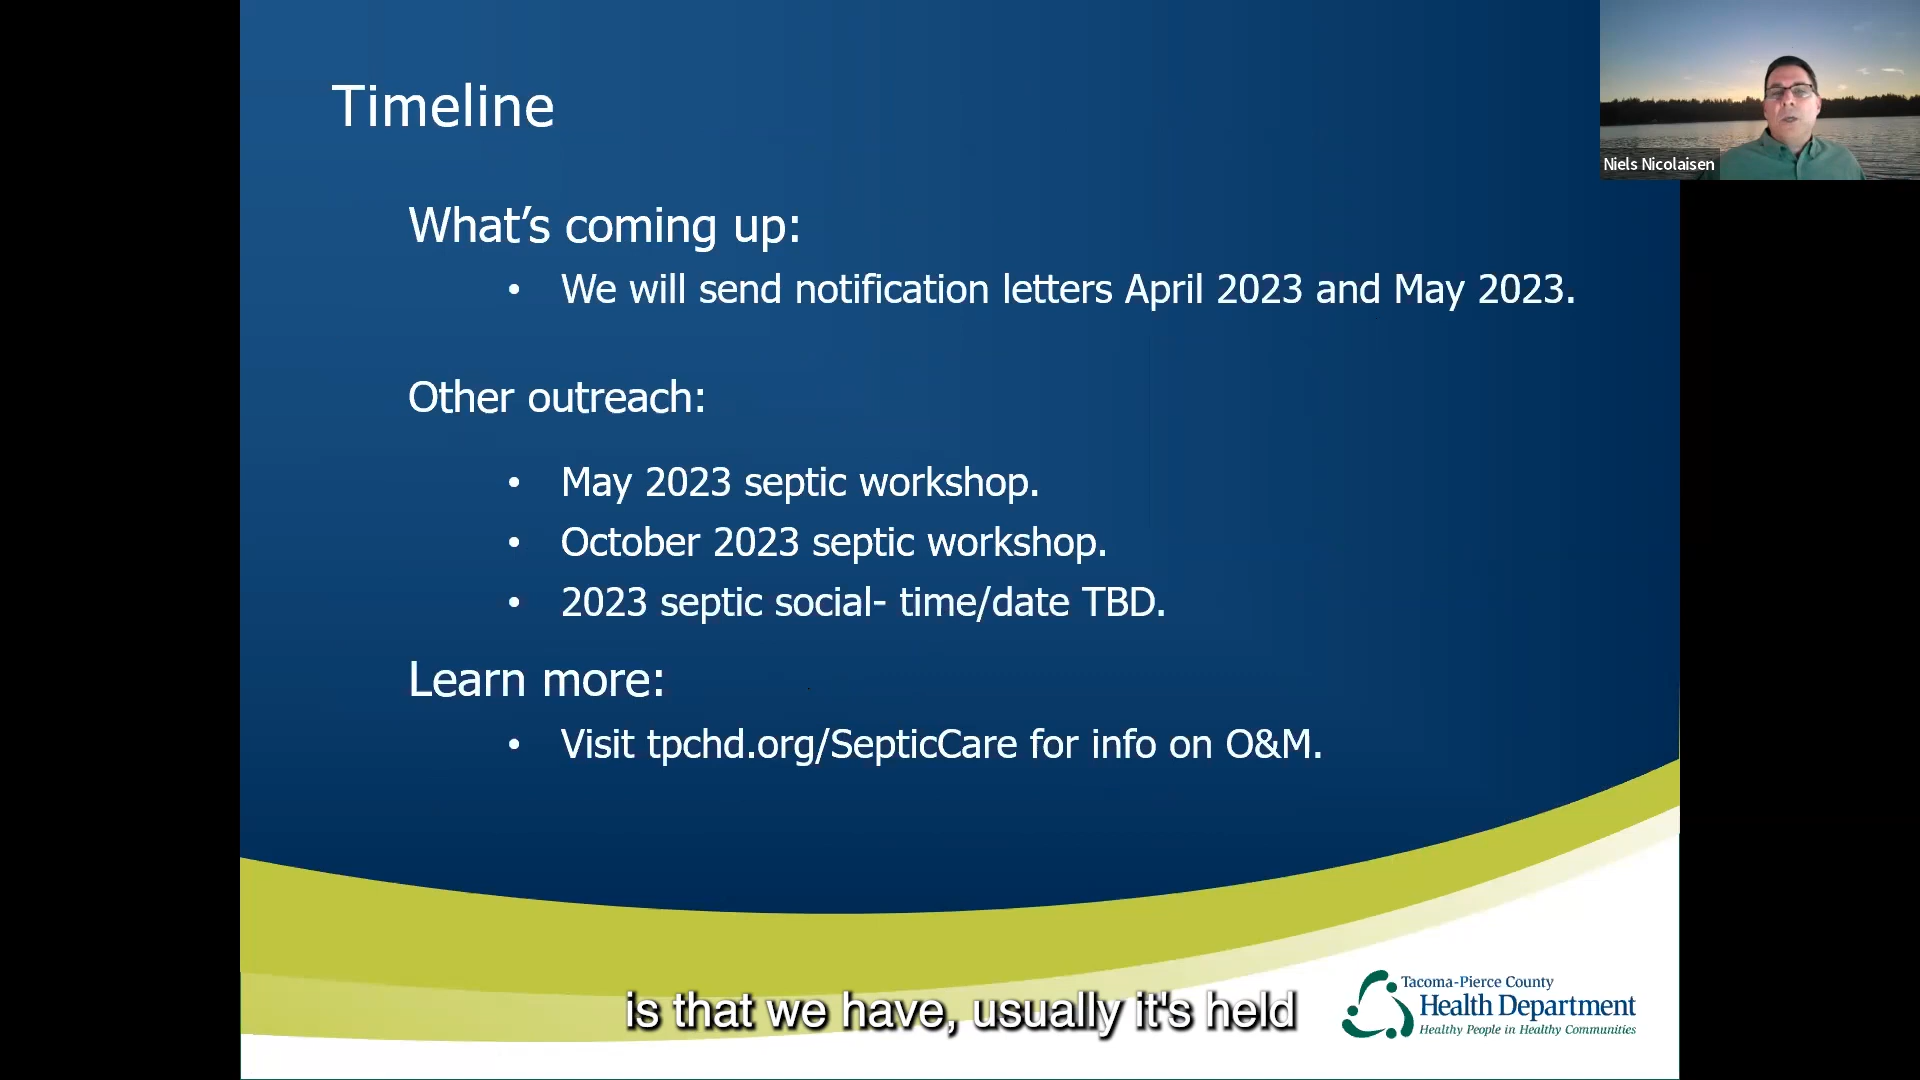 Timeline
Niels Nicolaisen
What’s coming up:
• We will send notification letters April 2023 and May 2023.
Other outreach:
• May 2023 septic workshop.
• October 2023 septic workshop.
• 2023 septic social- time/date TBD.
Learn more:
• Visit tpchd.org/SepticCare for info on O&M.
Tacoma-Pierce County
Health Department
Healthy People in Healthy Communities
is that we have, usually it's held